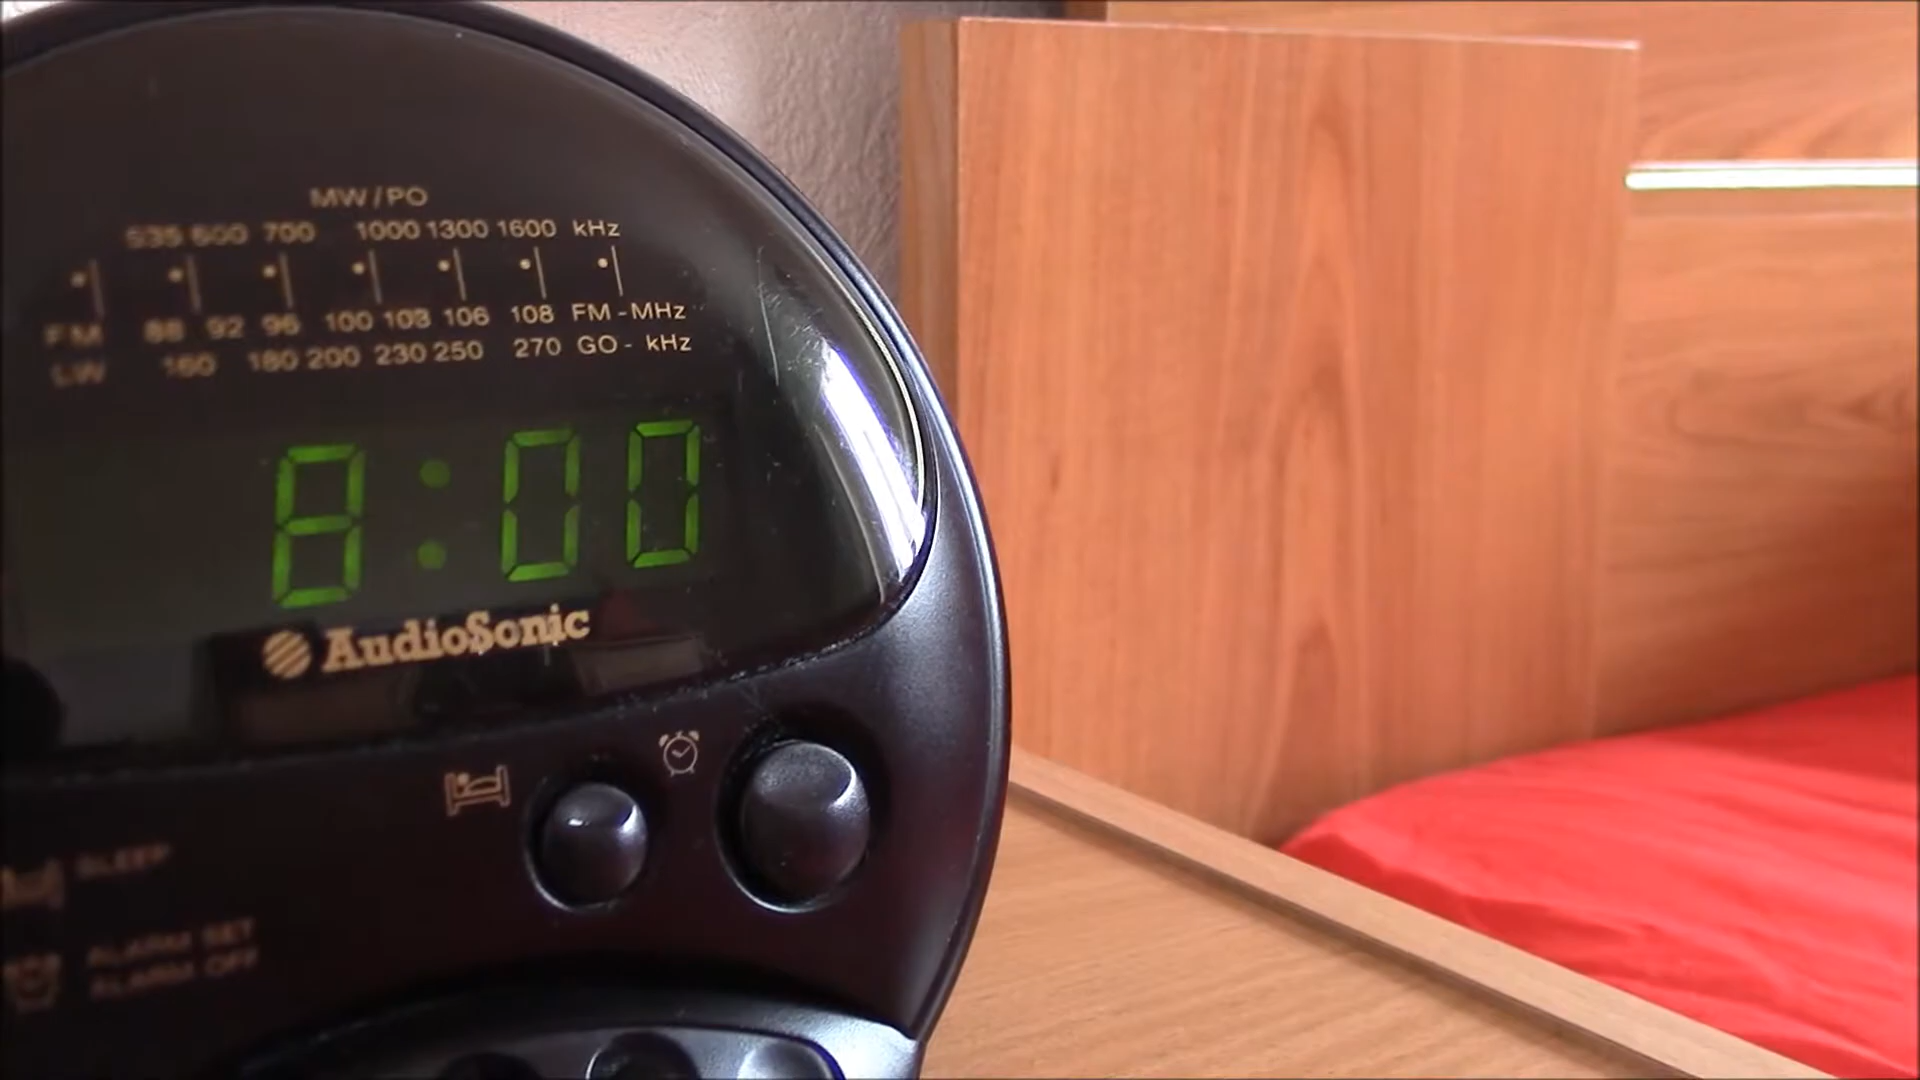 MW/PO
535 600 700 1000 1300 1600 kHz
FM 88 92 96 100 103 106 108 FM-MHz
LW 160 180 200 230 250 270 GO- kHz
8:00
AudioSonic
SLEEP
ALARM SET
ALARM OFF